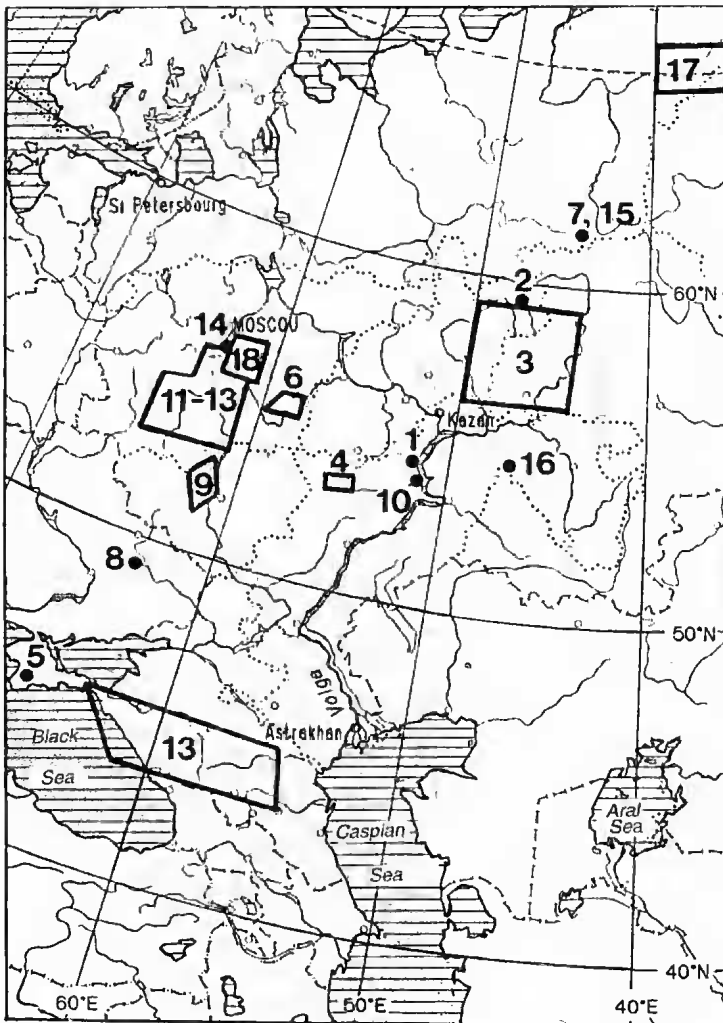 17
St Petersbourg
7, 15
2
60°N
14
MOSCOU
18
3
6
11-13
Kazan
1
16
4
9
10
8
50°N
5
Volga
Astrakhan
Black
Sea
13
Aral
Sea
Caspian
Sea
40°N
60°E
50°E
40°E